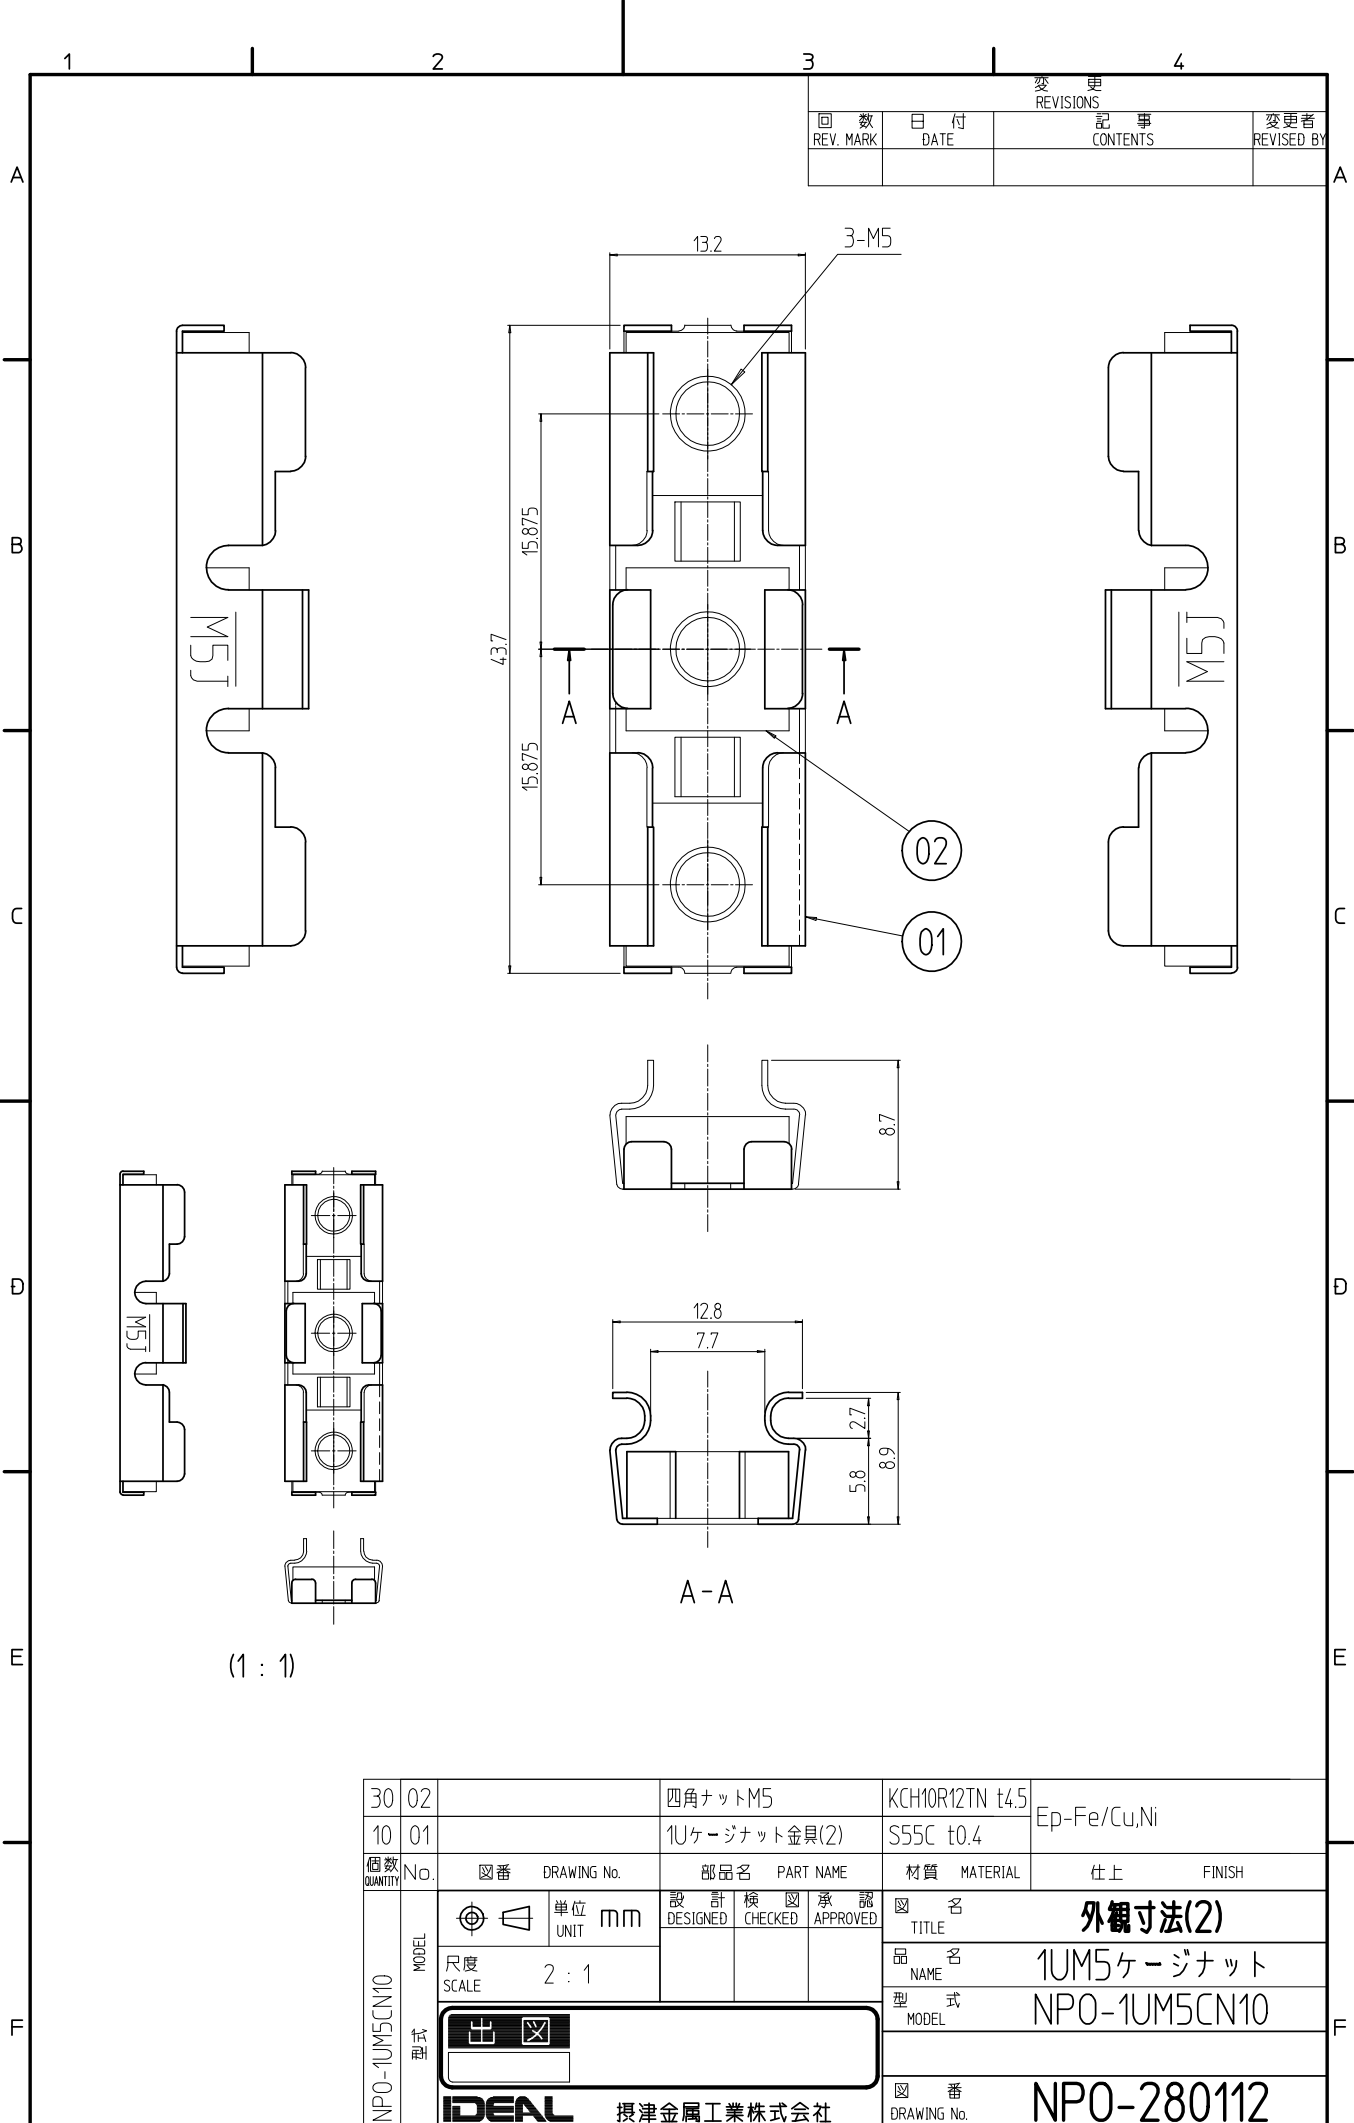 1 2 3 4
変更
REVISIONS
回数 日付 記事 変更者
REV. MARK DATE CONTENTS REVISED BY
A A
13.2 3-M5
B B
15.875
43.7
M5J M5J
A A
15.875
02
C C
01
8.7
D D
M5J
12.8
7.7
2.7
8.9
5.8
A-A
E E
(1 : 1)
30 02 四角ナットM5 KCH10R12TN t4.5 Ep-Fe/Cu,Ni
10 01 1Uケージナット金具(2) S55C t0.4
個数 No. 図番 DRAWING No. 部品名 PART NAME 材質 MATERIAL 仕上 FINISH
QUANTITY
単位 mm 設計 検図 承認 図名 外観寸法(2)
UNIT DESIGNED CHECKED APPROVED TITLE
MODEL 品名 1UM5ケージナット
尺度 2 : 1 NAME
SCALE
型式 NPO-1UM5CN10
MODEL
NPO-1UM5CN10 型式
F F
出図
図番 NPO-280112
DRAWING No.
IDEAL 摂津金属工業株式会社